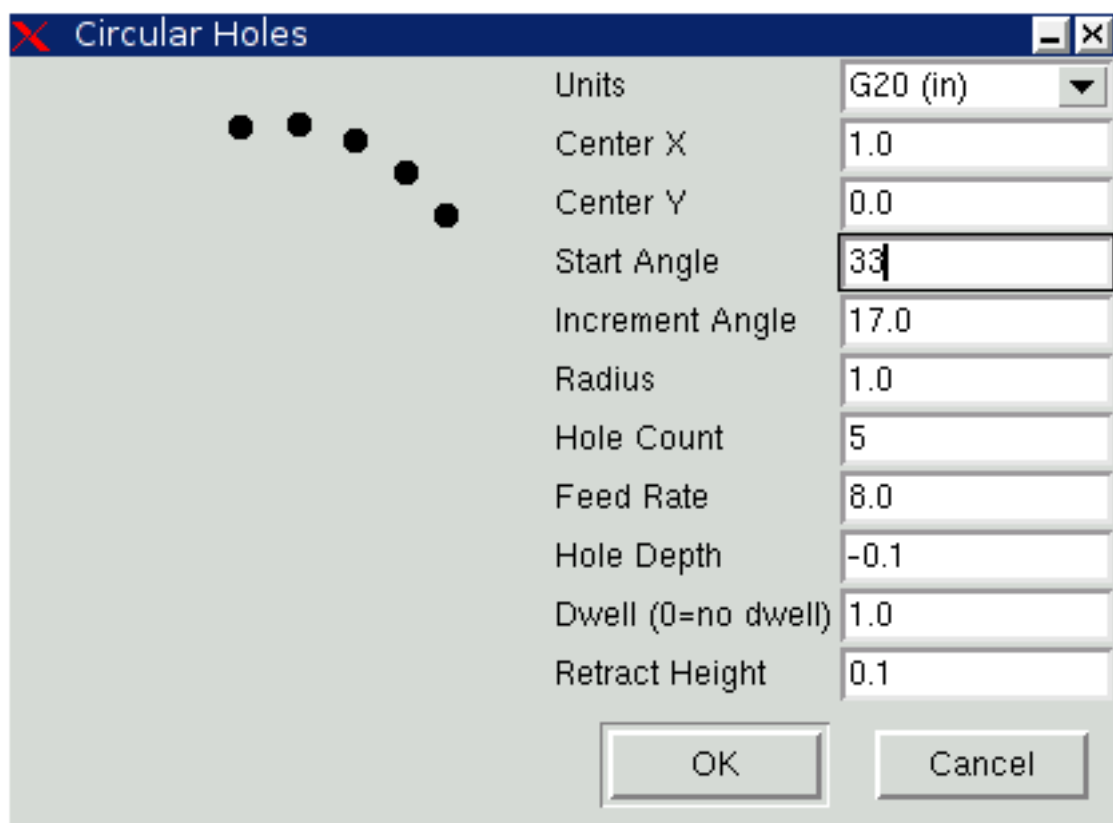 Circular Holes
Units G20 (in)
Center X 1.0
Center Y 0.0
Start Angle 33
Increment Angle 17.0
Radius 1.0
Hole Count 5
Feed Rate 8.0
Hole Depth -0.1
Dwell (0=no dwell) 1.0
Retract Height 0.1
OK Cancel